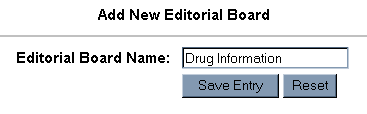 Add New Editorial Board
Editorial Board Name: Drug Information
Save Entry Reset